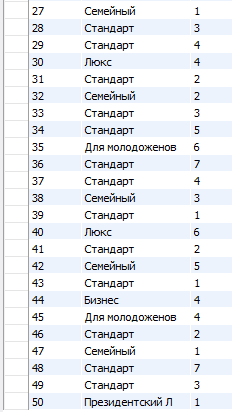 27 Семейный 1
28 Стандарт 3
29 Стандарт 4
30 Люкс 4
31 Стандарт 2
32 Семейный 2
33 Стандарт 3
34 Стандарт 5
35 Для молодоженов 6
36 Стандарт 7
37 Стандарт 4
38 Семейный 3
39 Стандарт 1
40 Люкс 6
41 Стандарт 2
42 Семейный 5
43 Стандарт 1
44 Бизнес 4
45 Для молодоженов 4
46 Стандарт 2
47 Семейный 1
48 Стандарт 7
49 Стандарт 3
50 Президентский Л 1